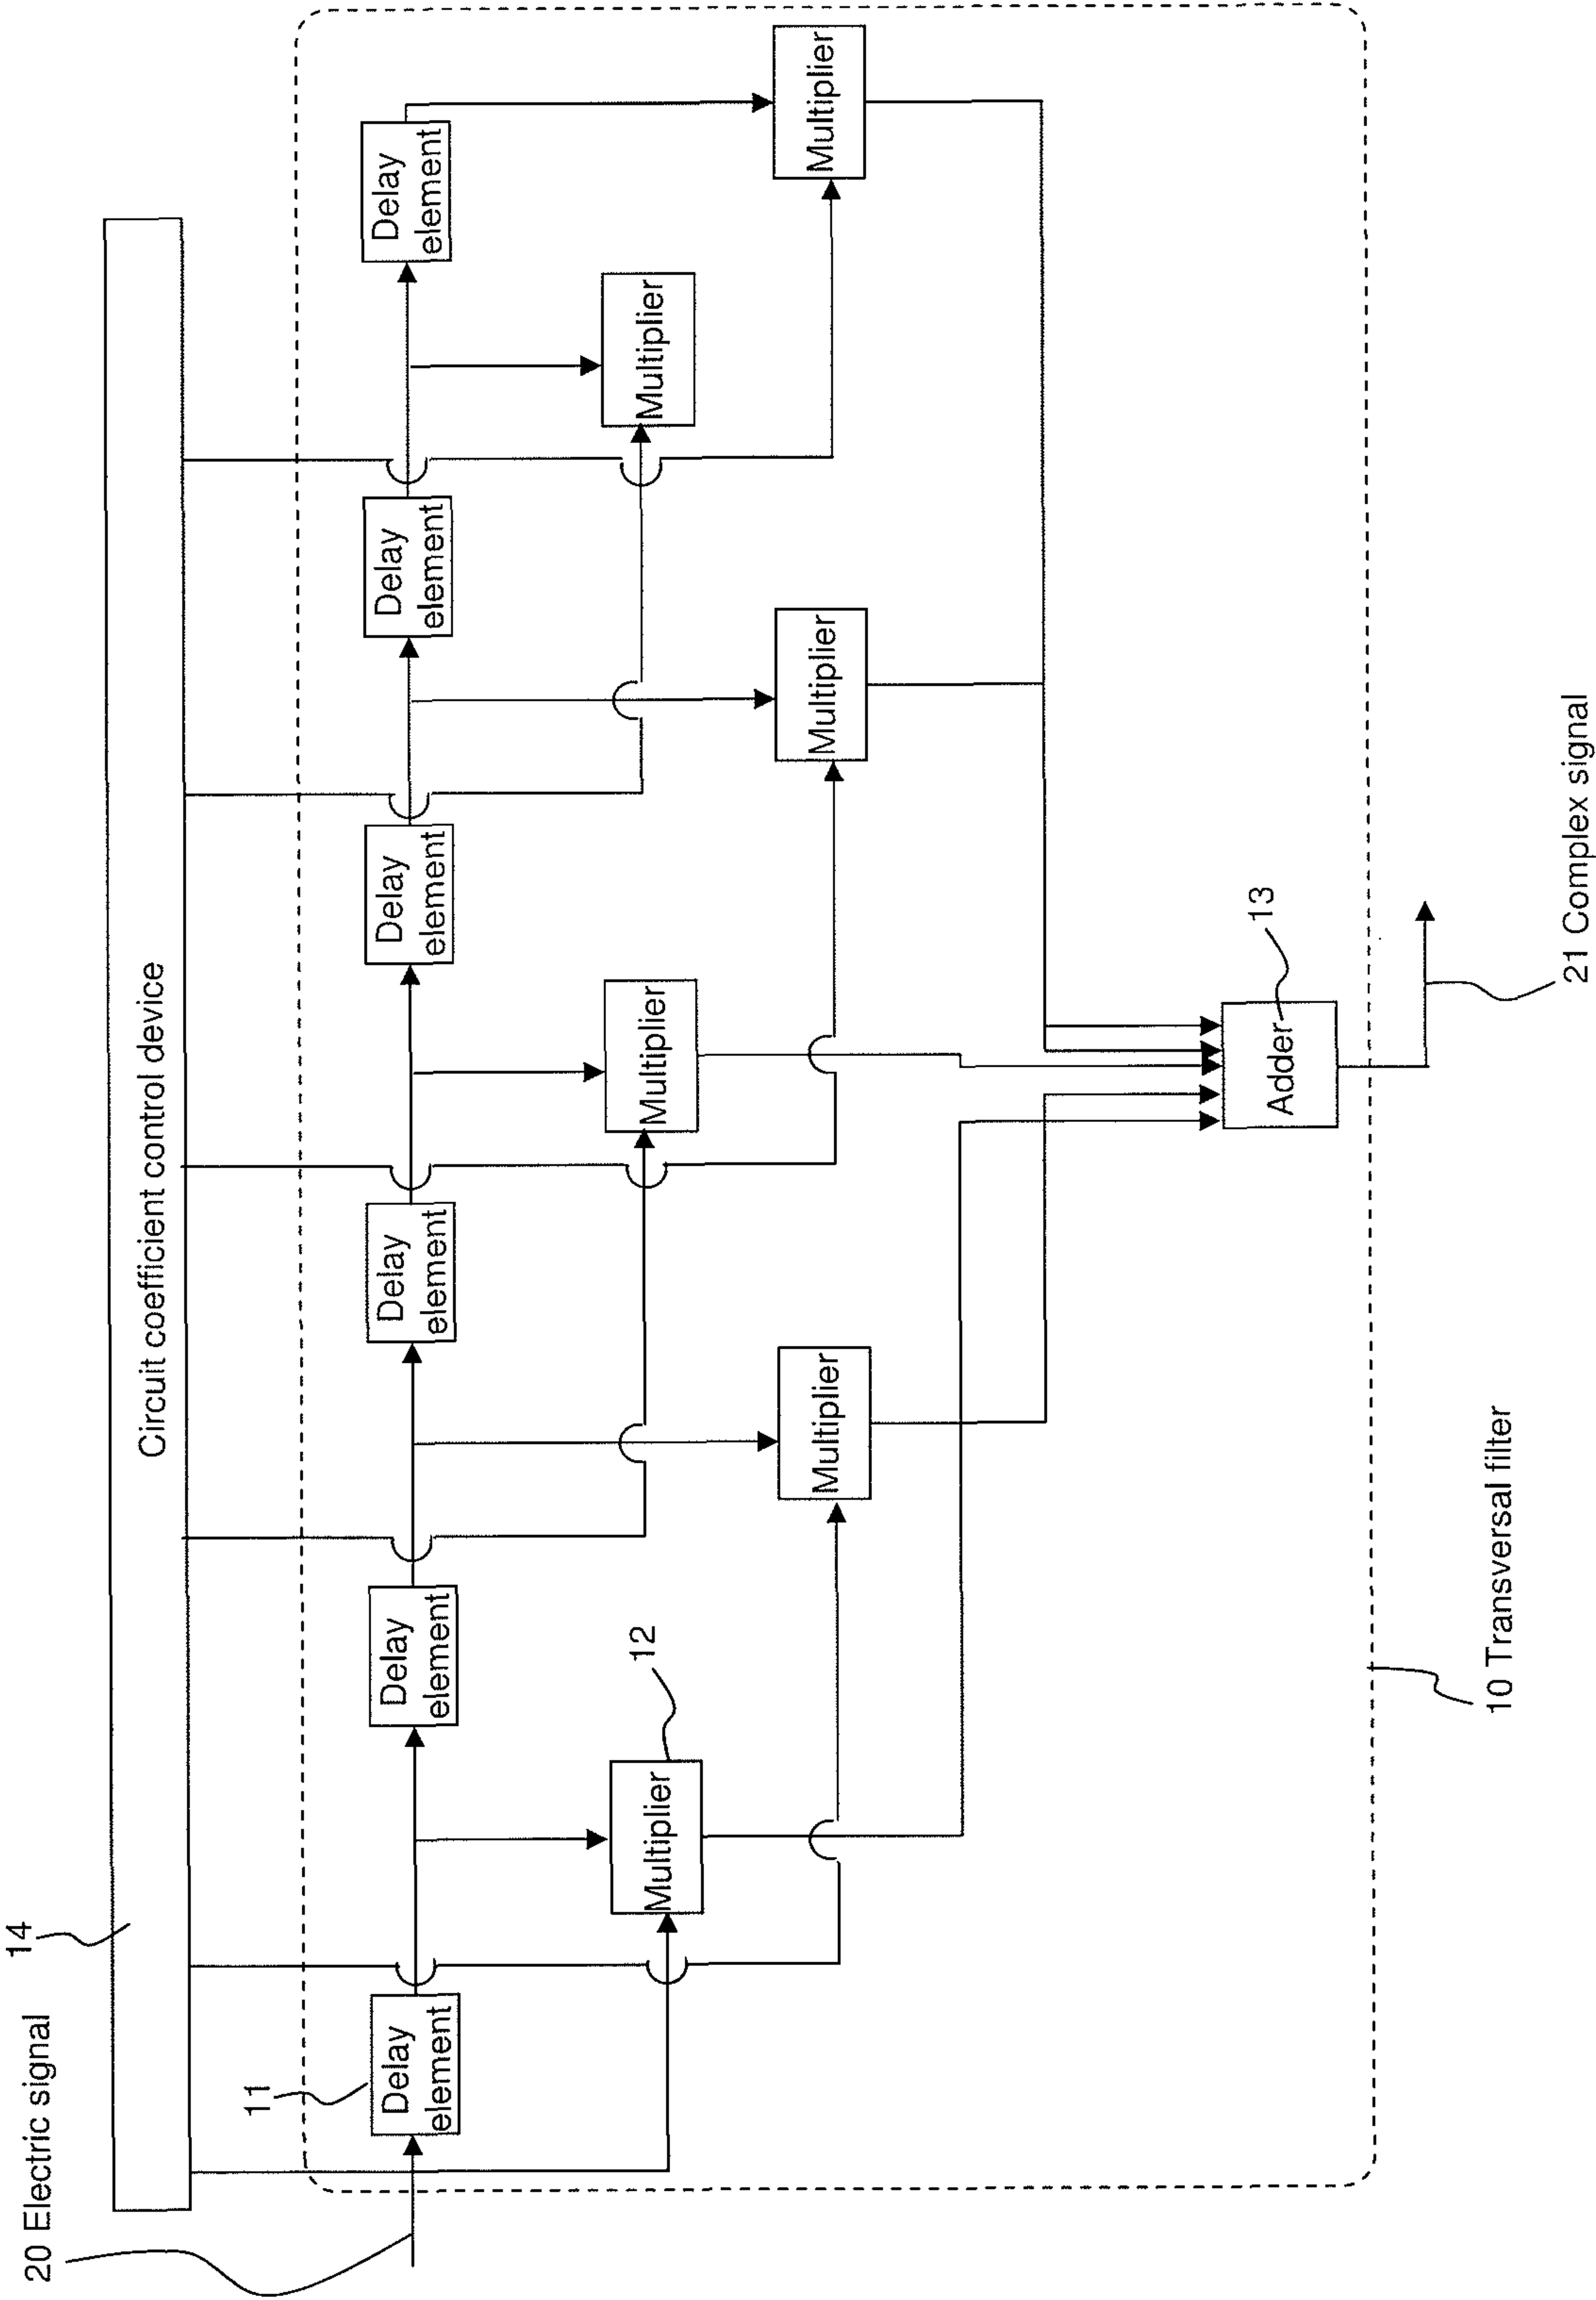 20 Electric signal
14
Circuit coefficient control device
11
Delay
element
Delay
element
Delay
element
Delay
element
Delay
element
Delay
element
12
Multiplier
Multiplier
Multiplier
Multiplier
Multiplier
Multiplier
Adder
13
10 Transversal filter
21 Complex signal